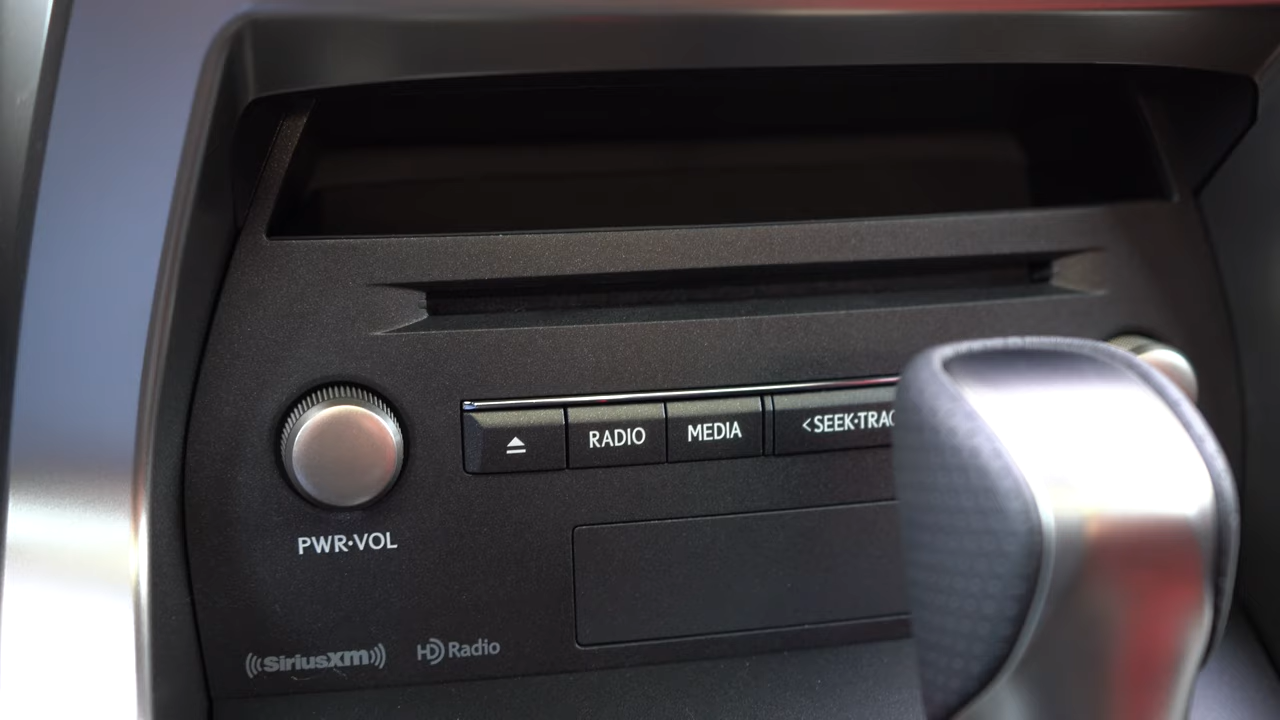 RADIO
MEDIA
<SEEK·TRAC
PWR·VOL
((SiriusXM))
HD Radio